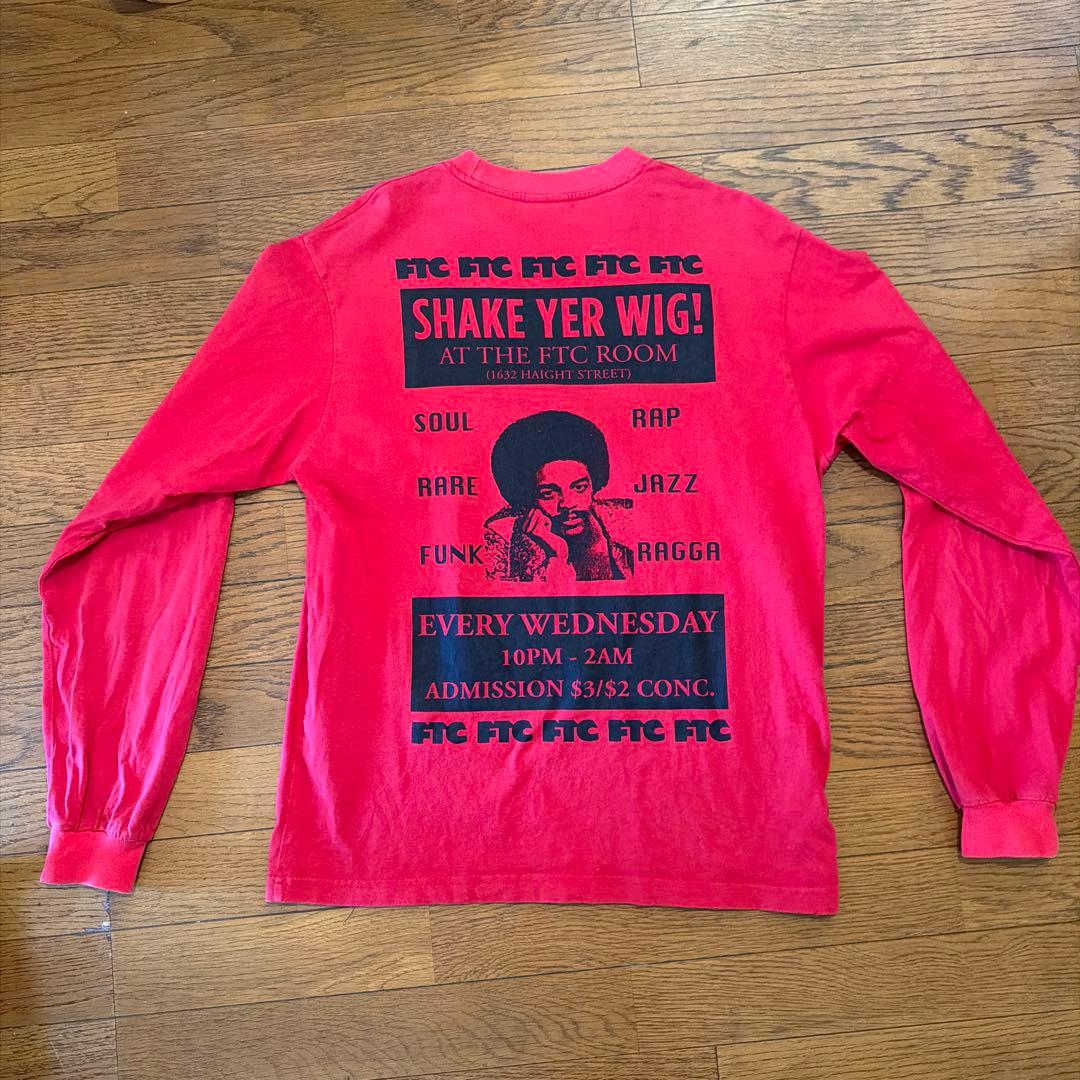 FTC FTC FTC FTC FTC
SHAKE YER WIG!
AT THE FTC ROOM
(1632 HAIGHT STREET)
SOUL RAP
RARE JAZZ
FUNK RAGGA
EVERY WEDNESDAY
10PM - 2AM
ADMISSION $3/$2 CONC.
FTC FTC FTC FTC FTC